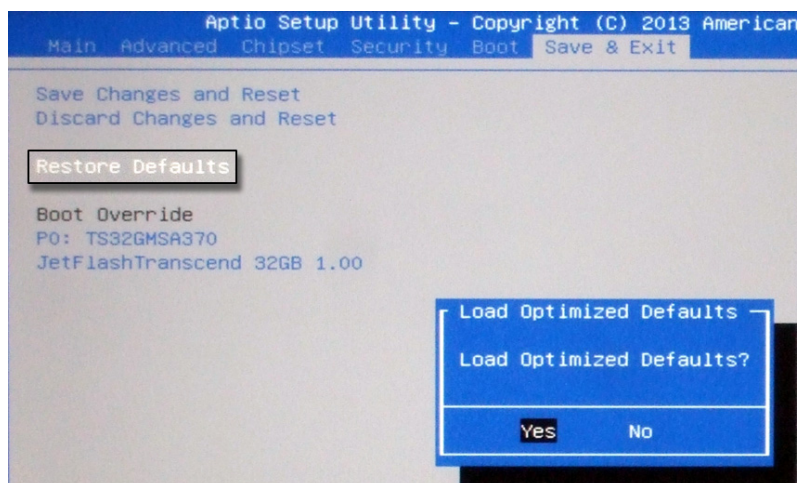 Aptio Setup Utility – Copyright (C) 2013 American
Main Advanced Chipset Security Boot Save & Exit
Save Changes and Reset
Discard Changes and Reset
Restore Defaults
Boot Override
P0: TS32GMSA370
JetFlashTranscend 32GB 1.00
Load Optimized Defaults
Load Optimized Defaults?
Yes No